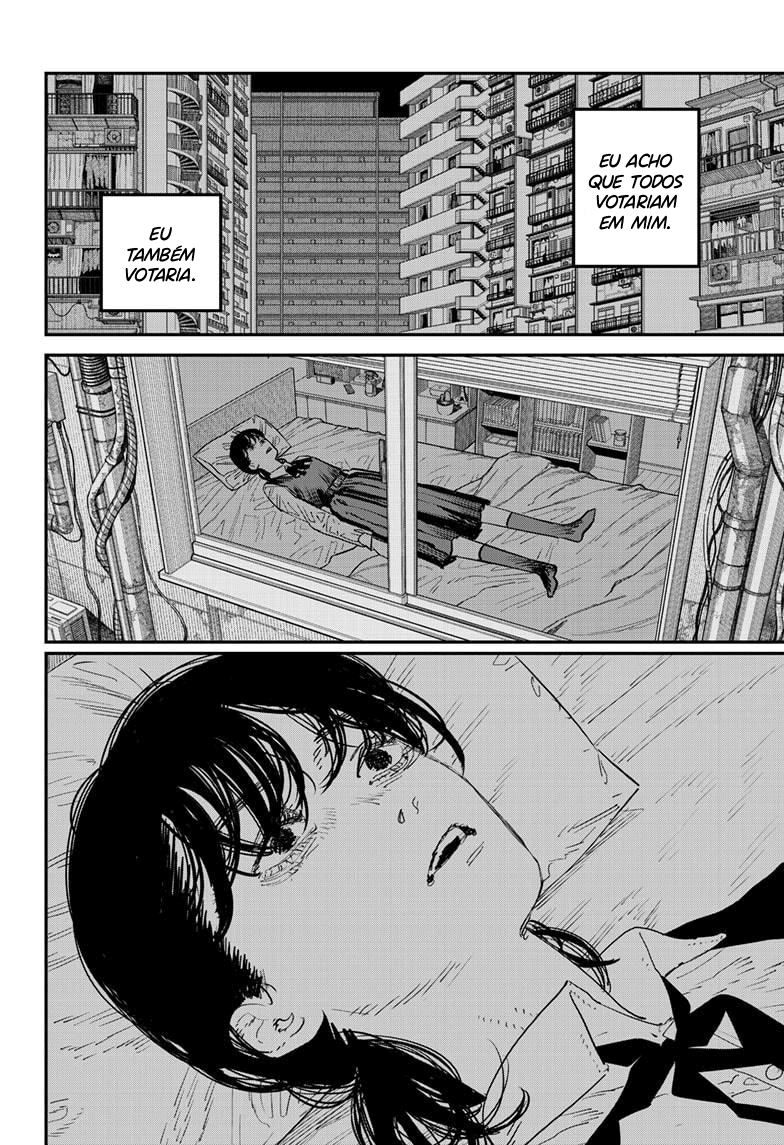 EU ACHO
QUE TODOS
VOTARIAM
EM MIM.
EU
TAMBÉM
VOTARIA.